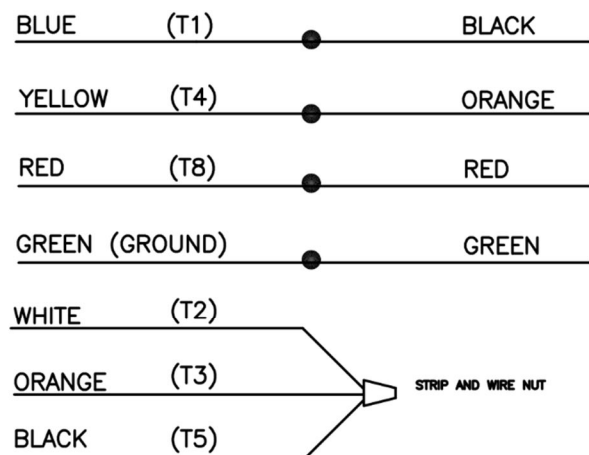 BLUE (T1) BLACK
YELLOW (T4) ORANGE
RED (T8) RED
GREEN (GROUND) GREEN
WHITE (T2)
ORANGE (T3) STRIP AND WIRE NUT
BLACK (T5)